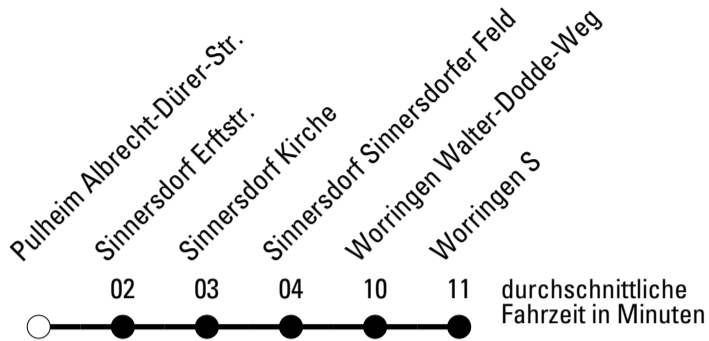 Pulheim Albrecht-Dürer-Str.
Sinnersdorf Erftstr.
Sinnersdorf Kirche
Sinnersdorf Sinnersdorfer Feld
Worringen Walter-Dodde-Weg
Worringen S
02 03 04 10 11 durchschnittliche
Fahrzeit in Minuten